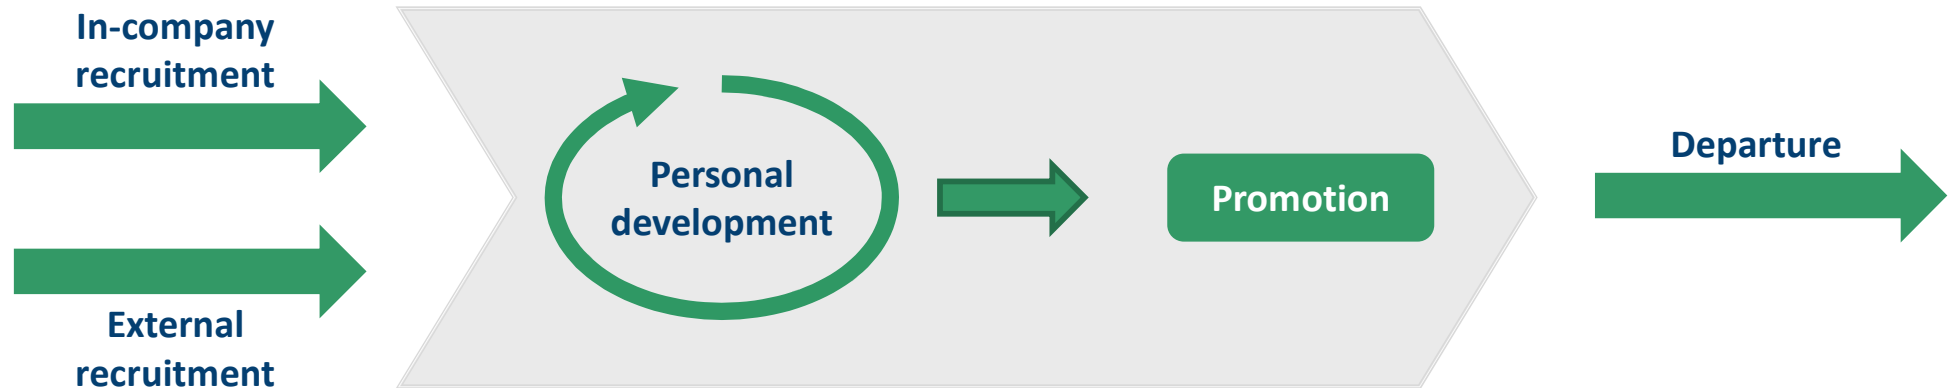 In-company
recruitment
External
recruitment
Personal
development
Promotion
Departure